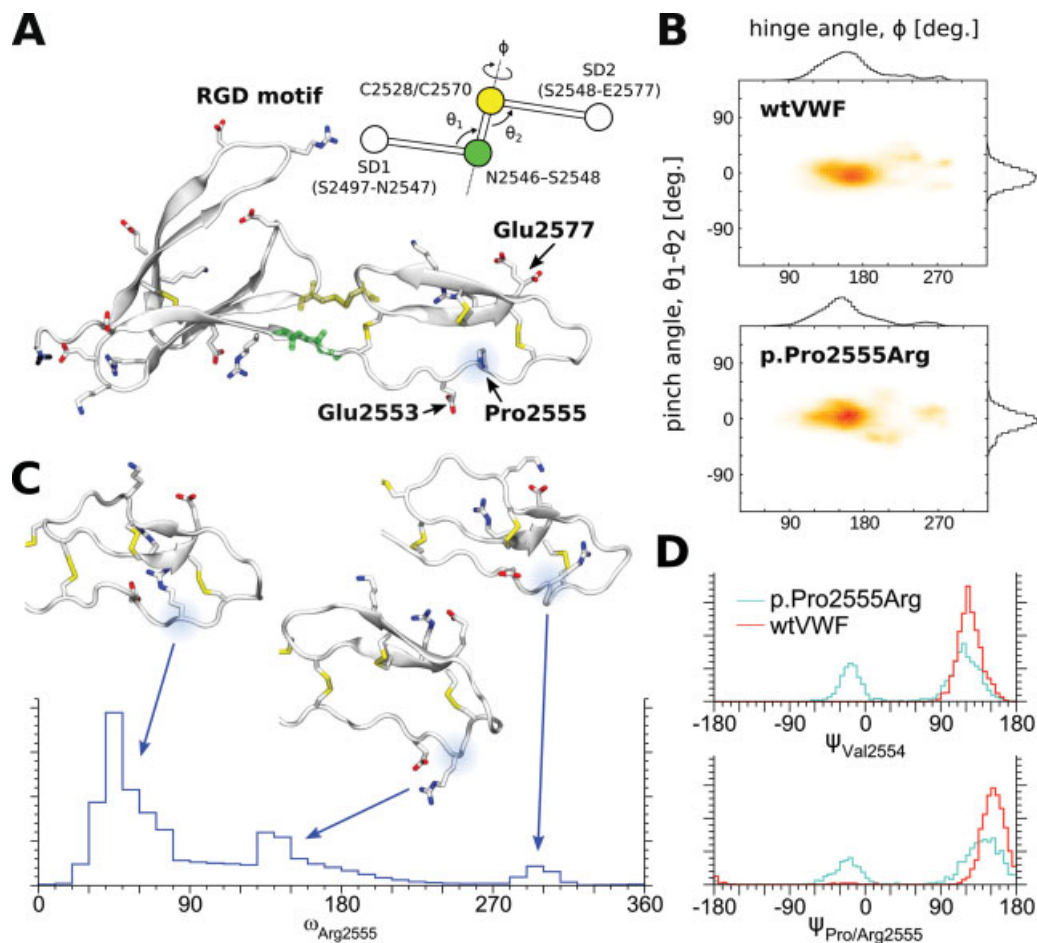 A
RGD motif
ϕ
C2528/C2570
SD2
(S2548-E2577)
θ1
θ2
SD1
(S2497-N2547)
N2546–S2548
Glu2577
Glu2553
Pro2555
B
hinge angle, ϕ [deg.]
wtVWF
90
0
-90
90 180 270
pinch angle, θ1-θ2 [deg.]
p.Pro2555Arg
90
0
-90
90 180 270
C
0 90 180 270 360
ωArg2555
D
p.Pro2555Arg
wtVWF
-180 -90 0 90 180
ψVal2554
-180 -90 0 90 180
ψPro/Arg2555